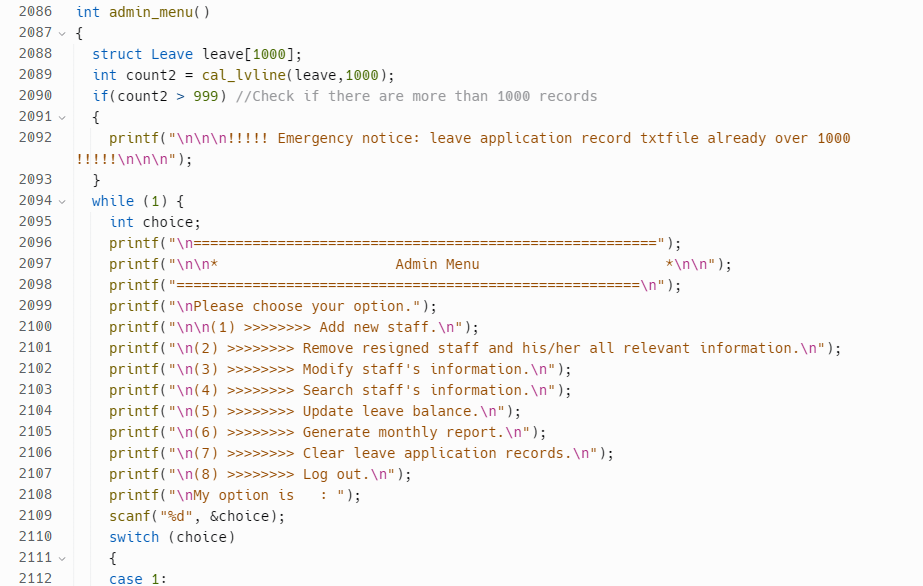 2086 int admin_menu()
2087 {
2088 struct Leave leave[1000];
2089 int count2 = cal_lvline(leave,1000);
2090 if(count2 > 999) //Check if there are more than 1000 records
2091 {
2092 printf("\n\n\n!!!!! Emergency notice: leave application record txtfile already over 1000
!!!!!\n\n\n");
2093 }
2094 while (1) {
2095 int choice;
2096 printf("\n=======================================================");
2097 printf("\n\n*                     Admin Menu                      *\n\n");
2098 printf("=======================================================\n");
2099 printf("\nPlease choose your option.");
2100 printf("\n\n(1) >>>>>>>> Add new staff.\n");
2101 printf("\n(2) >>>>>>>> Remove resigned staff and his/her all relevant information.\n");
2102 printf("\n(3) >>>>>>>> Modify staff's information.\n");
2103 printf("\n(4) >>>>>>>> Search staff's information.\n");
2104 printf("\n(5) >>>>>>>> Update leave balance.\n");
2105 printf("\n(6) >>>>>>>> Generate monthly report.\n");
2106 printf("\n(7) >>>>>>>> Clear leave application records.\n");
2107 printf("\n(8) >>>>>>>> Log out.\n");
2108 printf("\nMy option is   : ");
2109 scanf("%d", &choice);
2110 switch (choice)
2111 {
2112 case 1: